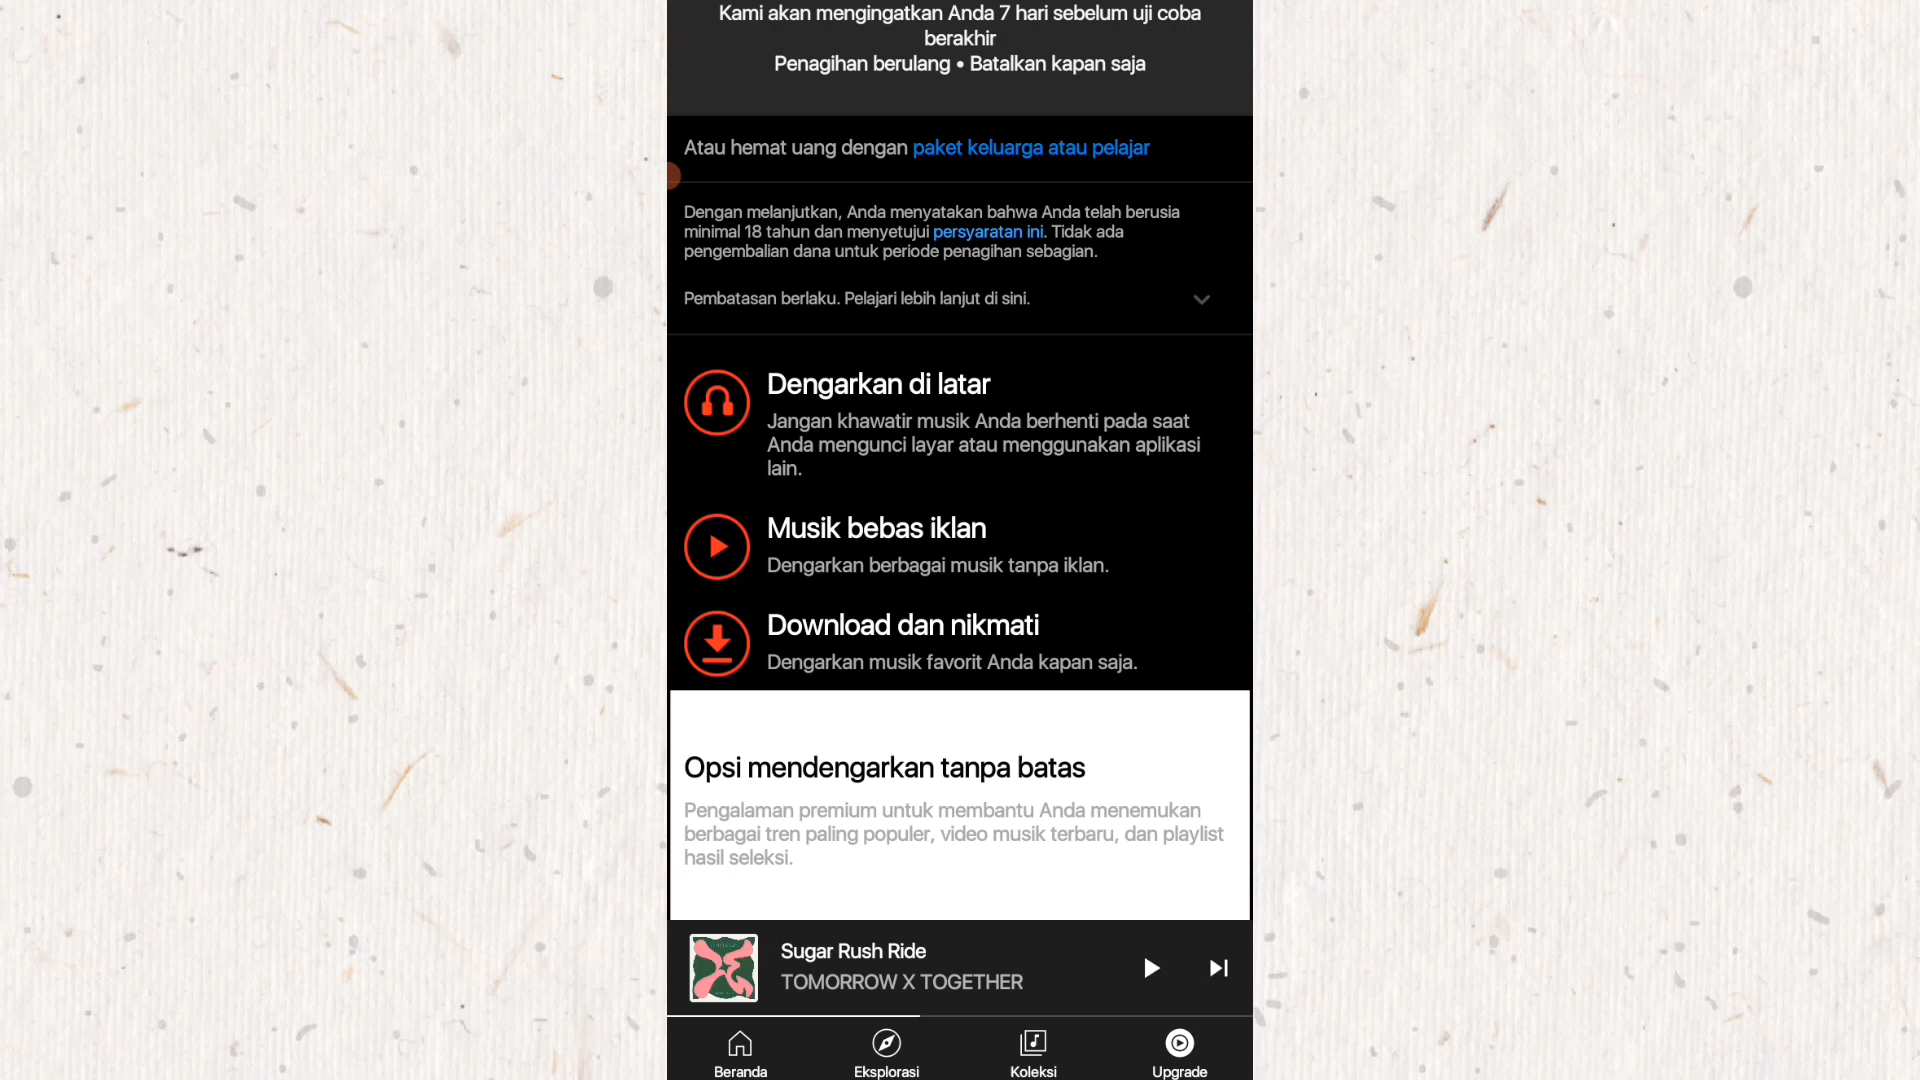 Kami akan mengingatkan Anda 7 hari sebelum uji coba
berakhir
Penagihan berulang • Batalkan kapan saja
Atau hemat uang dengan paket keluarga atau pelajar
Dengan melanjutkan, Anda menyatakan bahwa Anda telah berusia
minimal 18 tahun dan menyetujui persyaratan ini. Tidak ada
pengembalian dana untuk periode penagihan sebagian.
Pembatasan berlaku. Pelajari lebih lanjut di sini.
Dengarkan di latar
Jangan khawatir musik Anda berhenti pada saat
Anda mengunci layar atau menggunakan aplikasi
lain.
Musik bebas iklan
Dengarkan berbagai musik tanpa iklan.
Download dan nikmati
Dengarkan musik favorit Anda kapan saja.
Opsi mendengarkan tanpa batas
Pengalaman premium untuk membantu Anda menemukan
berbagai tren paling populer, video musik terbaru, dan playlist
hasil seleksi.
Sugar Rush Ride
TOMORROW X TOGETHER
Beranda
Eksplorasi
Koleksi
Upgrade